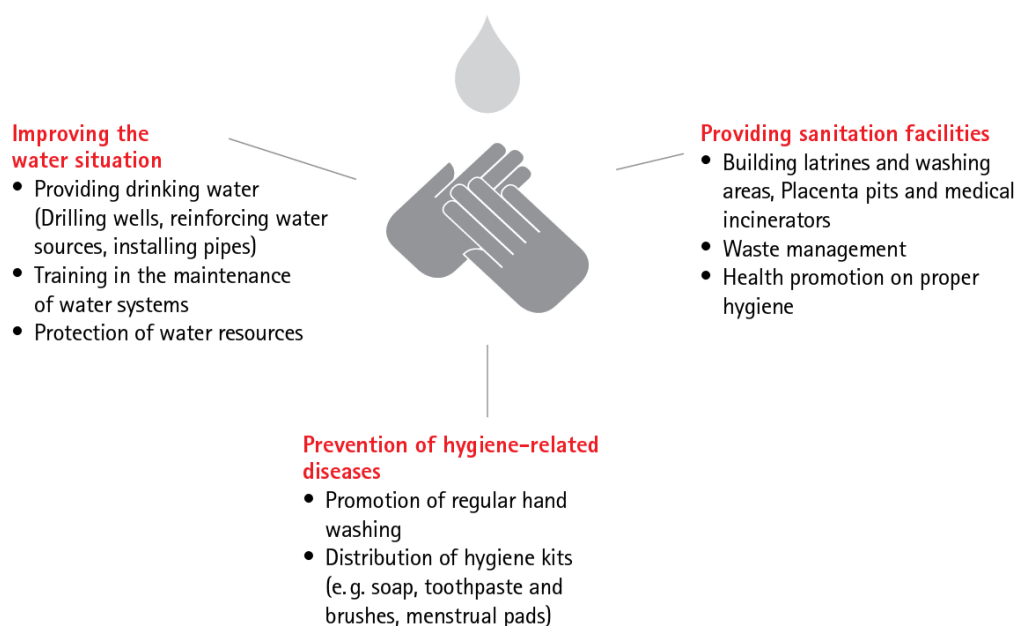 Improving the
water situation
• Providing drinking water
(Drilling wells, reinforcing water
sources, installing pipes)
• Training in the maintenance
of water systems
• Protection of water resources
Providing sanitation facilities
• Building latrines and washing
areas, Placenta pits and medical
incinerators
• Waste management
• Health promotion on proper
hygiene
Prevention of hygiene-related
diseases
• Promotion of regular hand
washing
• Distribution of hygiene kits
(e. g. soap, toothpaste and
brushes, menstrual pads)